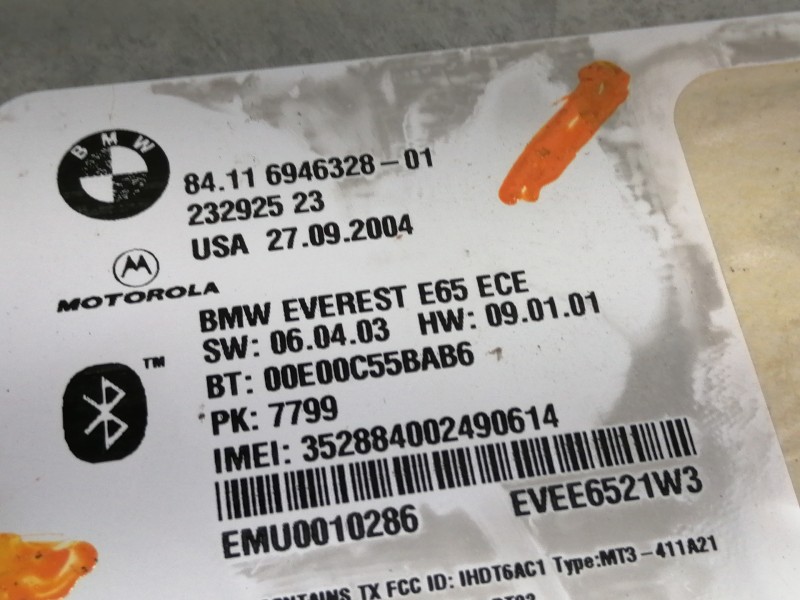 BMW
84.11 6946328-01
232925 23
USA 27.09.2004
MOTOROLA
BMW EVEREST E65 ECE
SW: 06.04.03 HW: 09.01.01
TM
BT: 00E00C55BAB6
PK: 7799
IMEI: 352884002490614
EMU0010286 EVEE6521W3
TX FCC ID: IHDT6AC1 Type:MT3-411A21